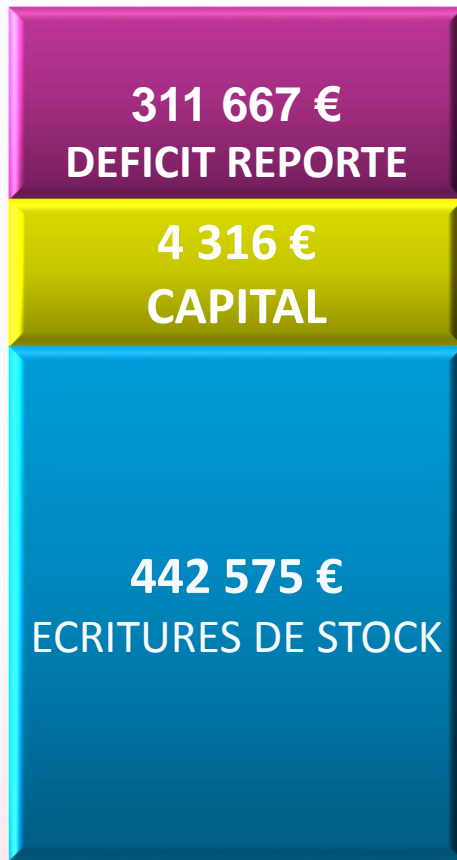 311 667 €
DEFICIT REPORTE
4 316 €
CAPITAL
442 575 €
ECRITURES DE STOCK